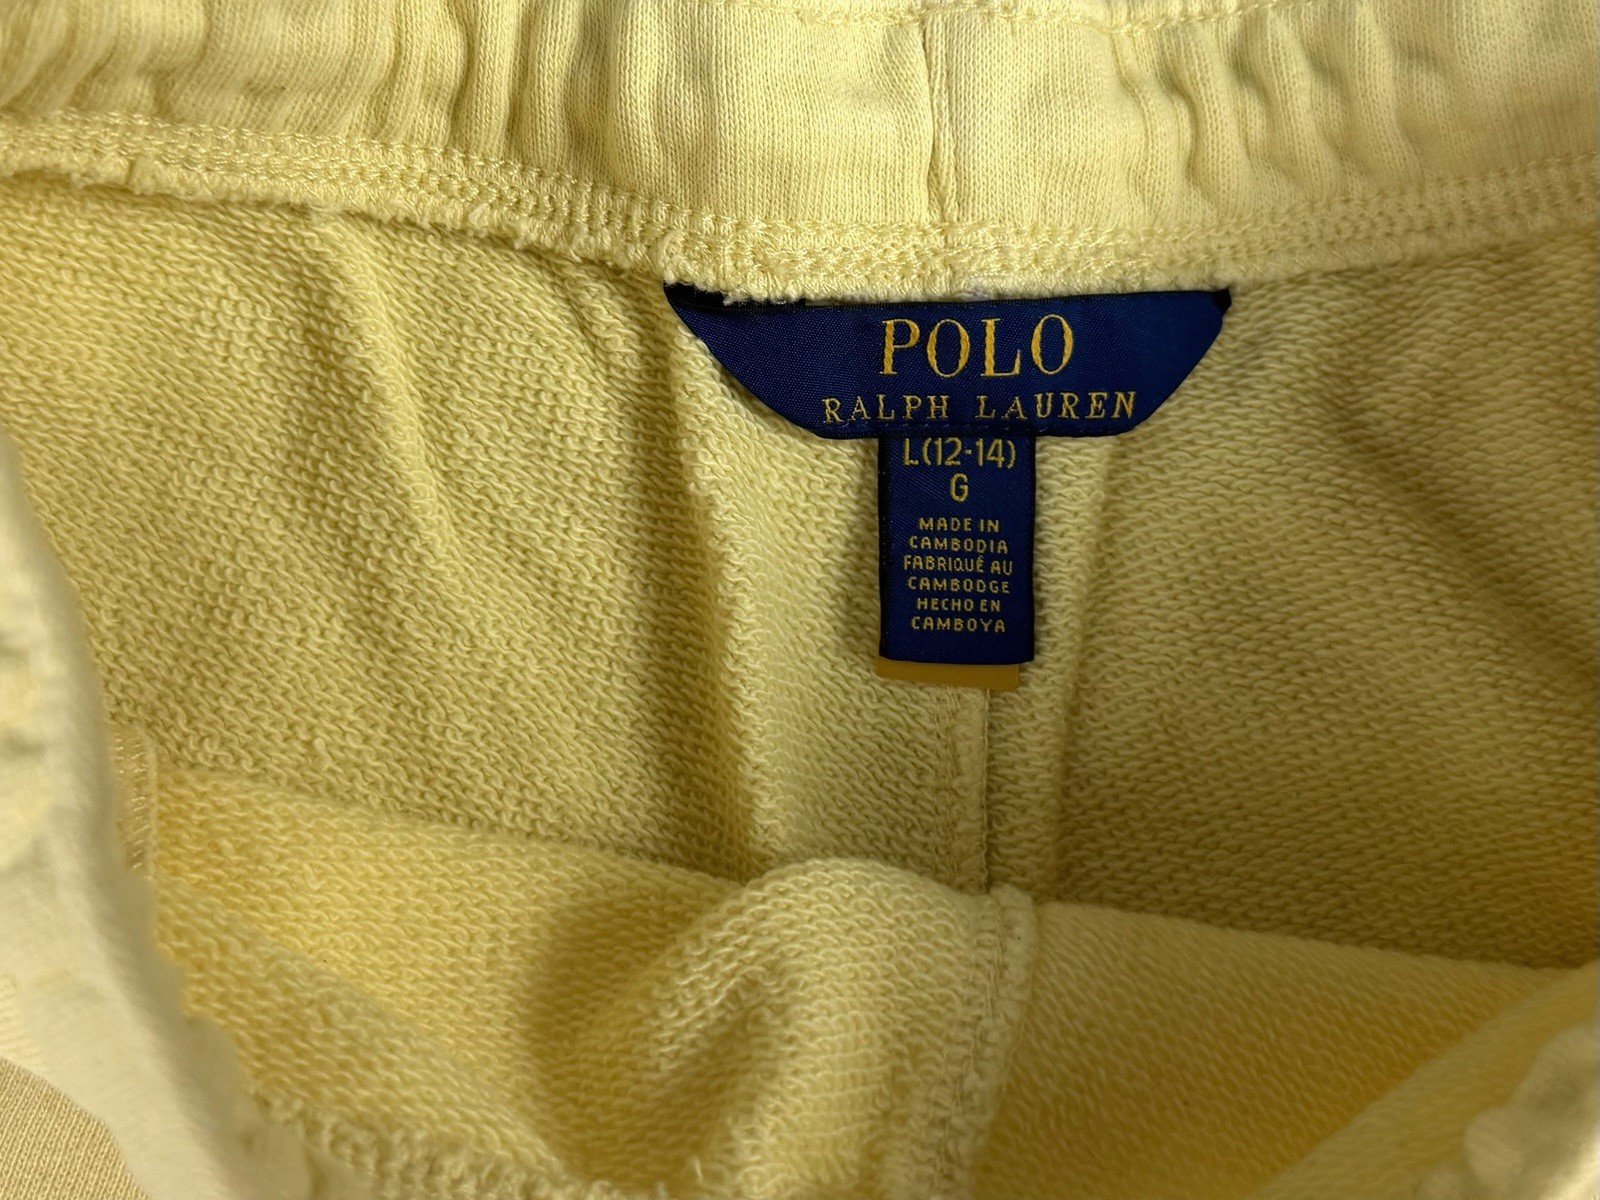 POLO
RALPH LAUREN
L(12-14)
G
MADE IN
CAMBODIA
FABRIQUÉ AU
CAMBODGE
HECHO EN
CAMBOYA